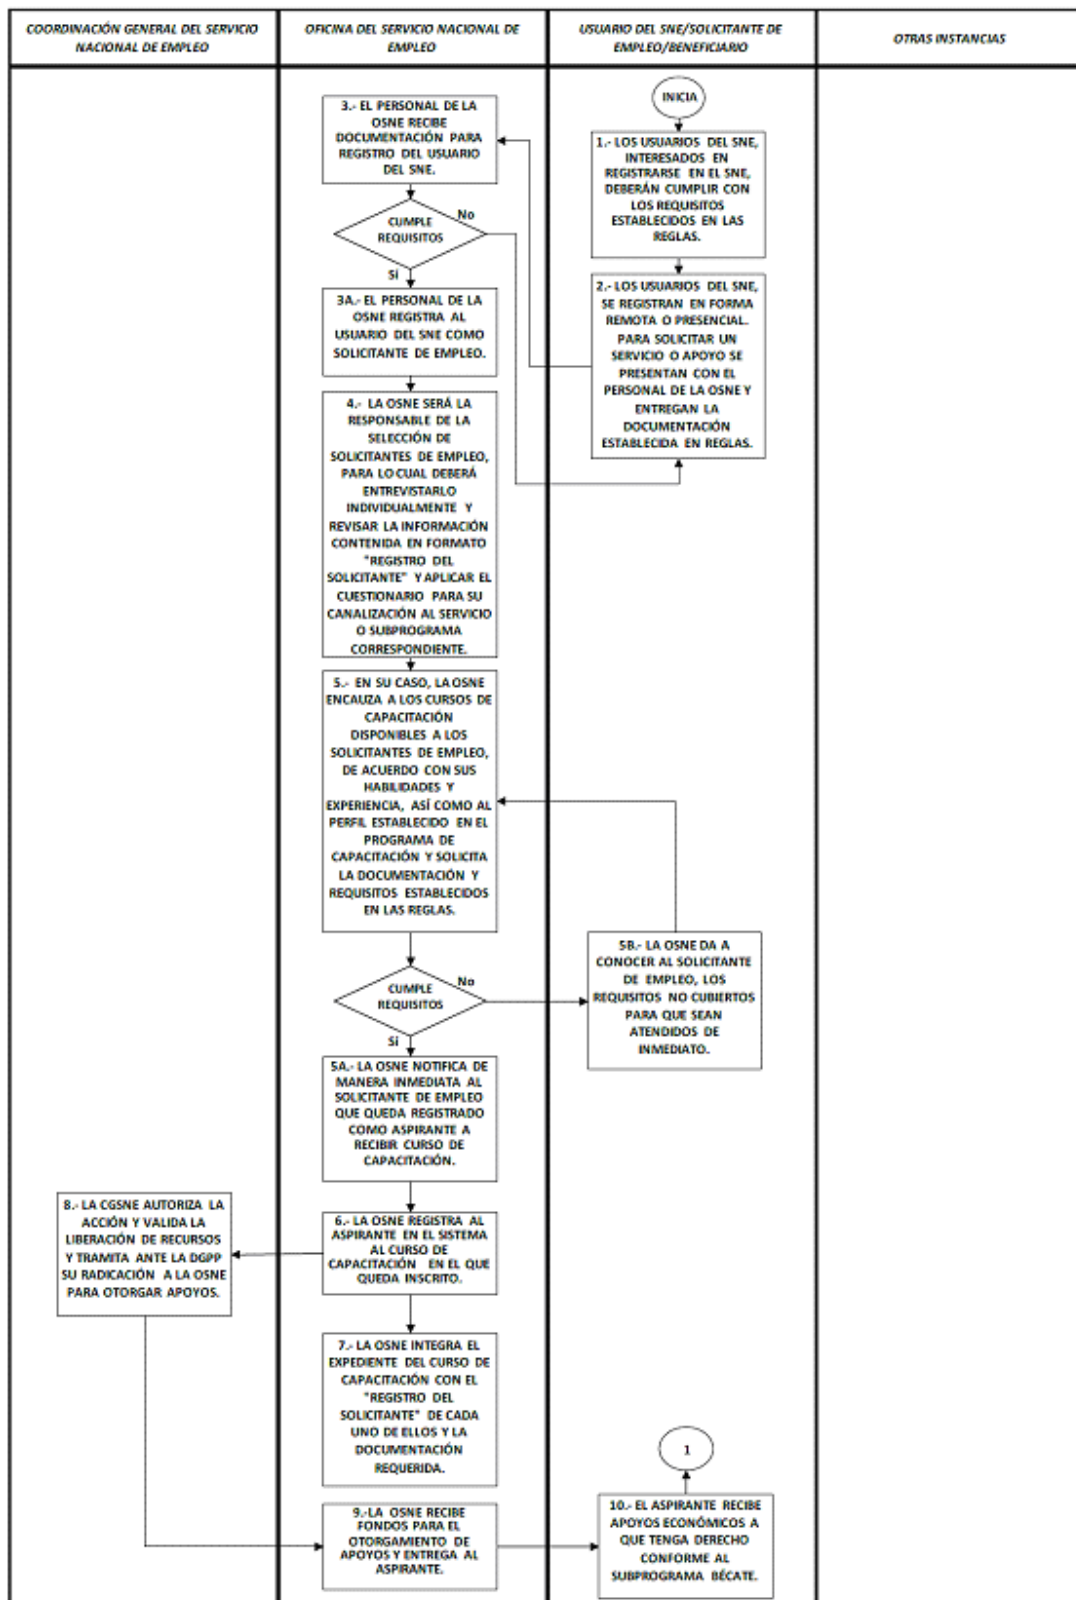 COORDINACIÓN GENERAL DEL SERVICIO
NACIONAL DE EMPLEO
OFICINA DEL SERVICIO NACIONAL DE
EMPLEO
USUARIO DEL SNE/SOLICITANTE DE
EMPLEO/BENEFICIARIO
OTRAS INSTANCIAS
INICIA
1.- LOS USUARIOS DEL SNE,
INTERESADOS EN
REGISTRARSE EN EL SNE,
DEBERÁN CUMPLIR CON
LOS REQUISITOS
ESTABLECIDOS EN LAS
REGLAS.
2.- LOS USUARIOS DEL SNE,
SE REGISTRAN EN FORMA
REMOTA O PRESENCIAL.
PARA SOLICITAR UN
SERVICIO O APOYO SE
PRESENTAN CON EL
PERSONAL DE LA OSNE Y
ENTREGAN LA
DOCUMENTACIÓN
ESTABLECIDA EN REGLAS.
3.- EL PERSONAL DE LA
OSNE RECIBE
DOCUMENTACIÓN PARA
REGISTRO DEL USUARIO
DEL SNE.
CUMPLE
REQUISITOS
No
Sí
3A.- EL PERSONAL DE LA
OSNE REGISTRA AL
USUARIO DEL SNE COMO
SOLICITANTE DE EMPLEO.
4.- LA OSNE SERÁ LA
RESPONSABLE DE LA
SELECCIÓN DE
SOLICITANTES DE EMPLEO,
PARA LO CUAL DEBERÁ
ENTREVISTARLO
INDIVIDUALMENTE Y
REVISAR LA INFORMACIÓN
CONTENIDA EN FORMATO
"REGISTRO DEL
SOLICITANTE" Y APLICAR EL
CUESTIONARIO PARA SU
CANALIZACIÓN AL SERVICIO
O SUBPROGRAMA
CORRESPONDIENTE.
5.- EN SU CASO, LA OSNE
ENCAUZA A LOS CURSOS DE
CAPACITACIÓN
DISPONIBLES A LOS
SOLICITANTES DE EMPLEO,
DE ACUERDO CON SUS
HABILIDADES Y
EXPERIENCIA, ASÍ COMO AL
PERFIL ESTABLECIDO EN EL
PROGRAMA DE
CAPACITACIÓN Y SOLICITA
LA DOCUMENTACIÓN Y
REQUISITOS ESTABLECIDOS
EN LAS REGLAS.
CUMPLE
REQUISITOS
No
Sí
5B.- LA OSNE DA A
CONOCER AL SOLICITANTE
DE EMPLEO, LOS
REQUISITOS NO CUBIERTOS
PARA QUE SEAN
ATENDIDOS DE
INMEDIATO.
5A.- LA OSNE NOTIFICA DE
MANERA INMEDIATA AL
SOLICITANTE DE EMPLEO
QUE QUEDA REGISTRADO
COMO ASPIRANTE A
RECIBIR CURSO DE
CAPACITACIÓN.
6.- LA OSNE REGISTRA AL
ASPIRANTE EN EL SISTEMA
AL CURSO DE
CAPACITACIÓN EN EL QUE
QUEDA INSCRITO.
8.- LA CGSNE AUTORIZA LA
ACCIÓN Y VALIDA LA
LIBERACIÓN DE RECURSOS
Y TRAMITA ANTE LA DGPP
SU RADICACIÓN A LA OSNE
PARA OTORGAR APOYOS.
7.- LA OSNE INTEGRA EL
EXPEDIENTE DEL CURSO DE
CAPACITACIÓN CON EL
"REGISTRO DEL
SOLICITANTE" DE CADA
UNO DE ELLOS Y LA
DOCUMENTACIÓN
REQUERIDA.
9.-LA OSNE RECIBE
FONDOS PARA EL
OTORGAMIENTO DE
APOYOS Y ENTREGA AL
ASPIRANTE.
10.- EL ASPIRANTE RECIBE
APOYOS ECONÓMICOS A
QUE TENGA DERECHO
CONFORME AL
SUBPROGRAMA BÉCATE.
1